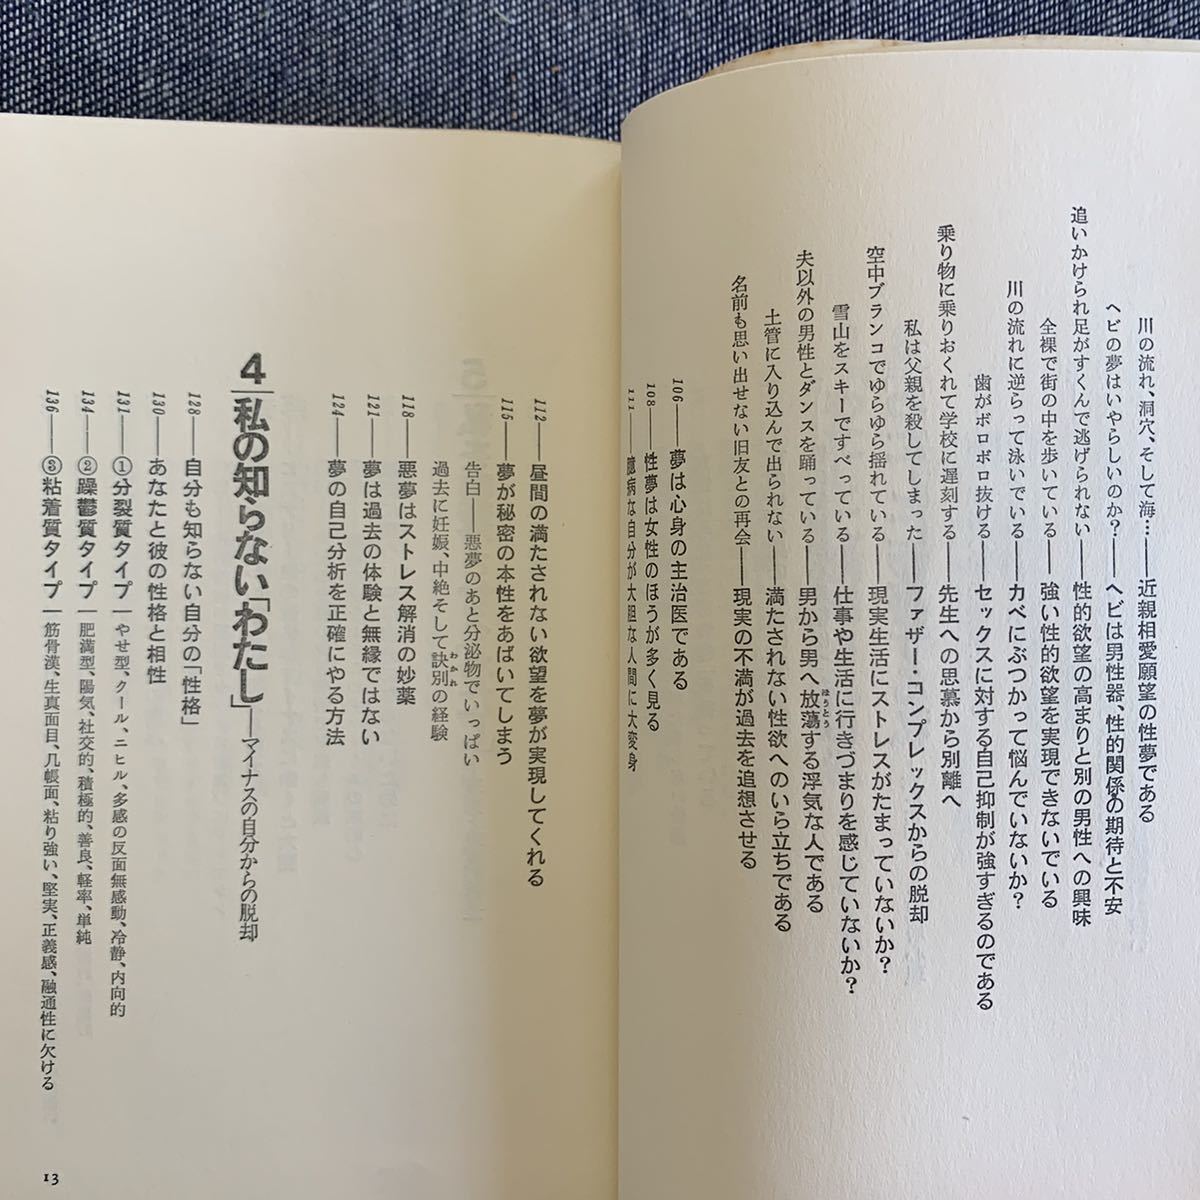 川の流れ、洞穴、そして海…――近親相愛願望の性夢である
ヘビの夢はいやらしいのか?――ヘビは男性器、性的関係の期待と不安
追いかけられ足がすくんで逃げられない――性的欲望の高まりと別の男性への興味
全裸で街の中を歩いている――強い性的欲望を実現できないでいる
川の流れに逆らって泳いでいる――カベにぶつかって悩んでいないか?
歯がボロボロ抜ける――セックスに対する自己抑制が強すぎるのである
乗り物に乗りおくれて学校に遅刻する――先生への思慕から別離へ
私は父親を殺してしまった――ファザー・コンプレックスからの脱却
空中ブランコでゆらゆら揺れている――現実生活にストレスがたまっていないか?
雪山をスキーですべっている――仕事や生活に行きづまりを感じていないか?
夫以外の男性とダンスを踊っている――男から男へ放蕩する浮気な人である
ほうとう
土管に入り込んで出られない――満たされない性欲へのいら立ちである
名前も思い出せない旧友との再会――現実の不満が過去を追想させる
106――夢は心身の主治医である
108――性夢は女性のほうが多く見る
111――臆病な自分が大胆な人間に大変身
112――昼間の満たされない欲望を夢が実現してくれる
115――夢が秘密の本性をあばいてしまう
告白――悪夢のあと分泌物でいっぱい
過去に妊娠、中絶そして訣別の経験
わかれ
118――悪夢はストレス解消の妙薬
121――夢は過去の体験と無縁ではない
124――夢の自己分析を正確にやる方法
4 私の知らない「わたし」――マイナスの自分からの脱却
128――自分も知らない自分の「性格」
130――あなたと彼の性格と相性
131――①分裂質タイプ―やせ型、クール、ニヒル、多感の反面無感動、冷静、内向的
134――②躁鬱質タイプ―肥満型、陽気、社交的、積極的、善良、軽率、単純
136――③粘着質タイプ―筋骨漢、生真面目、几帳面、粘り強い、堅実、正義感、融通性に欠ける
13